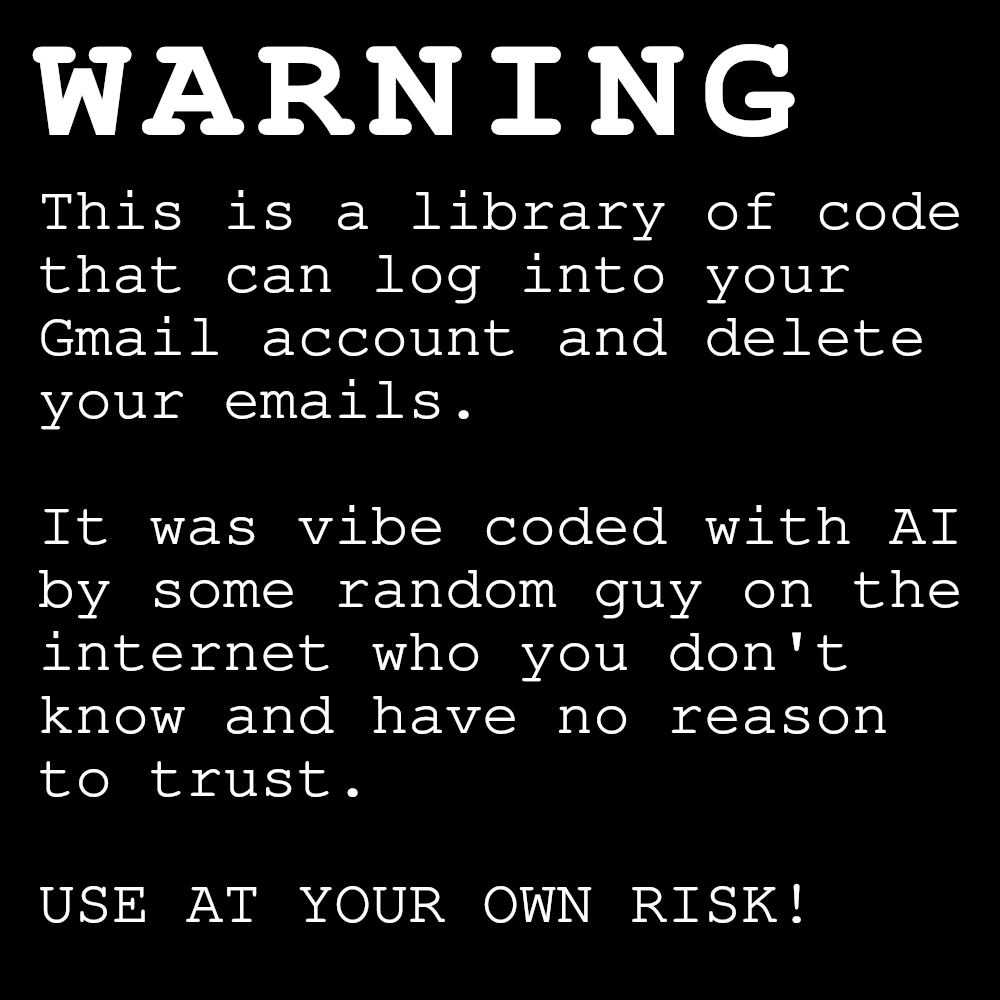 WARNING
This is a library of code
that can log into your
Gmail account and delete
your emails.
It was vibe coded with AI
by some random guy on the
internet who you don't
know and have no reason
to trust.
USE AT YOUR OWN RISK!